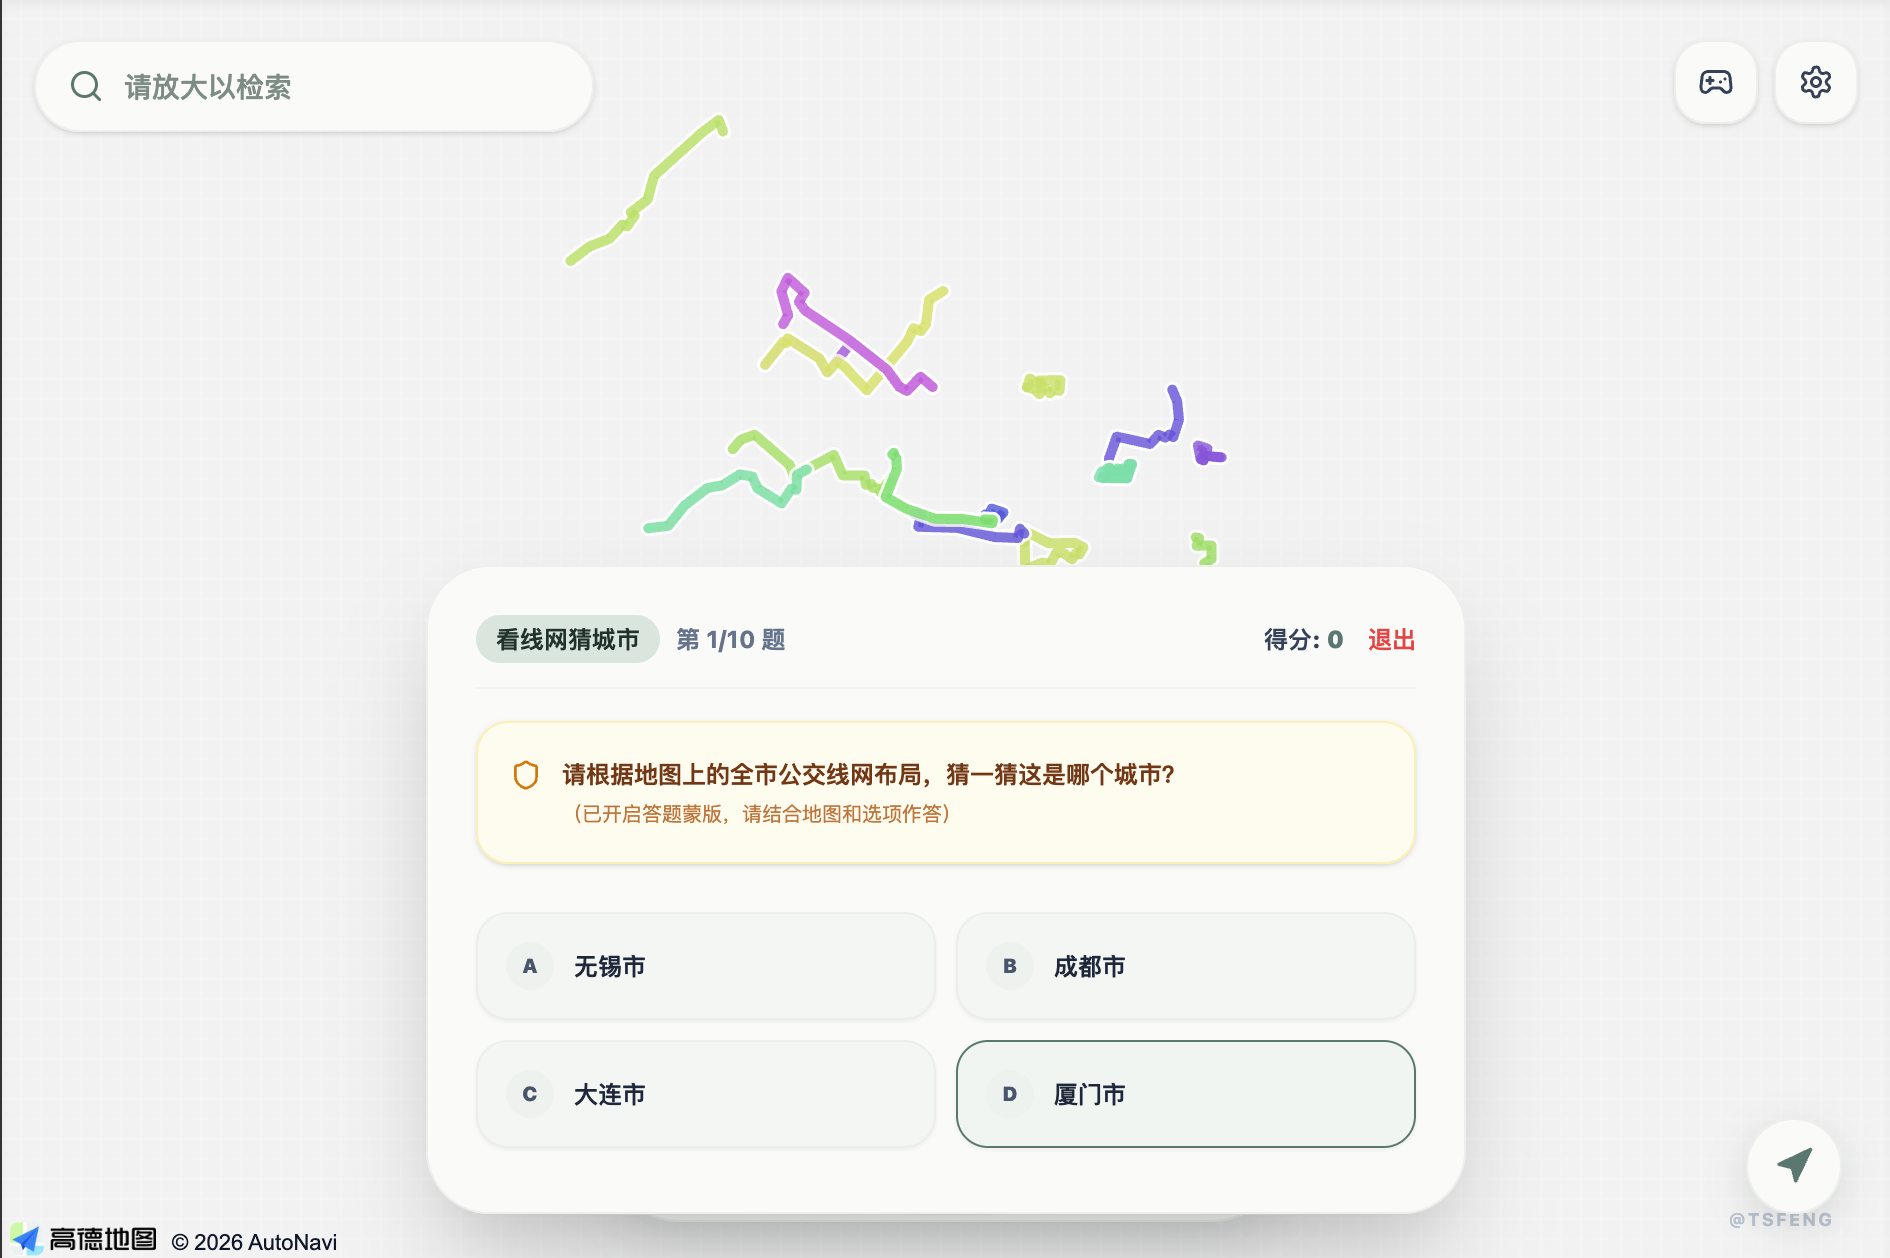 请放大以检索
看线网猜城市
第 1/10 题
得分: 0
退出
请根据地图上的全市公交线网布局，猜一猜这是哪个城市?
（已开启答题蒙版，请结合地图和选项作答）
A 无锡市
B 成都市
C 大连市
D 厦门市
@TSFENG
高德地图 © 2026 AutoNavi